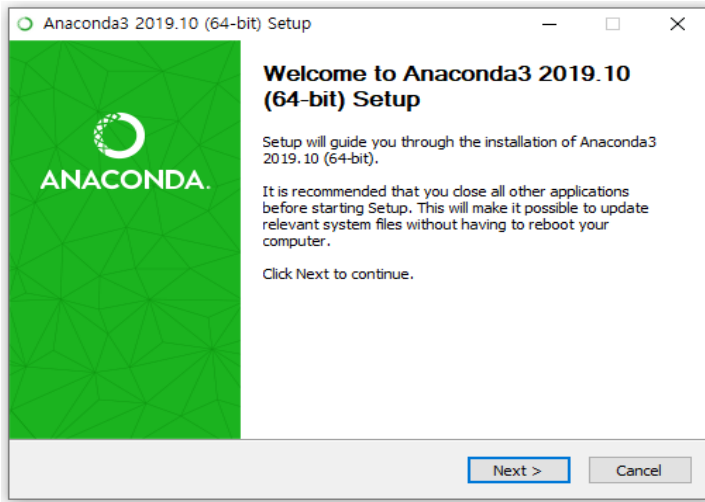 Anaconda3 2019.10 (64-bit) Setup
Welcome to Anaconda3 2019.10
(64-bit) Setup
Setup will guide you through the installation of Anaconda3
2019.10 (64-bit).
It is recommended that you close all other applications
before starting Setup. This will make it possible to update
relevant system files without having to reboot your
computer.
Click Next to continue.
ANACONDA.
Next >
Cancel